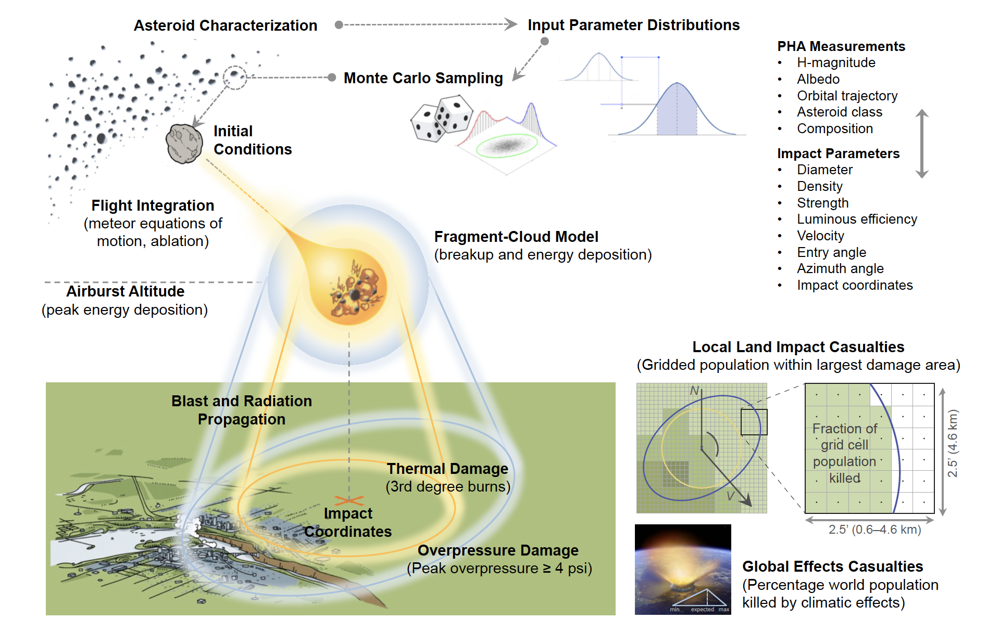 Asteroid Characterization
Input Parameter Distributions
Monte Carlo Sampling
Initial
Conditions
Flight Integration
(meteor equations of
motion, ablation)
Fragment-Cloud Model
(breakup and energy deposition)
Airburst Altitude
(peak energy deposition)
Blast and Radiation
Propagation
Thermal Damage
(3rd degree burns)
Impact
Coordinates
Overpressure Damage
(Peak overpressure ≥ 4 psi)
PHA Measurements
• H-magnitude
• Albedo
• Orbital trajectory
• Asteroid class
• Composition
Impact Parameters
• Diameter
• Density
• Strength
• Luminous efficiency
• Velocity
• Entry angle
• Azimuth angle
• Impact coordinates
Local Land Impact Casualties
(Gridded population within largest damage area)
N
V
Fraction of
grid cell
population
killed
2.5’ (4.6 km)
2.5’ (0.6–4.6 km)
min.
expected
max
Global Effects Casualties
(Percentage world population
killed by climatic effects)